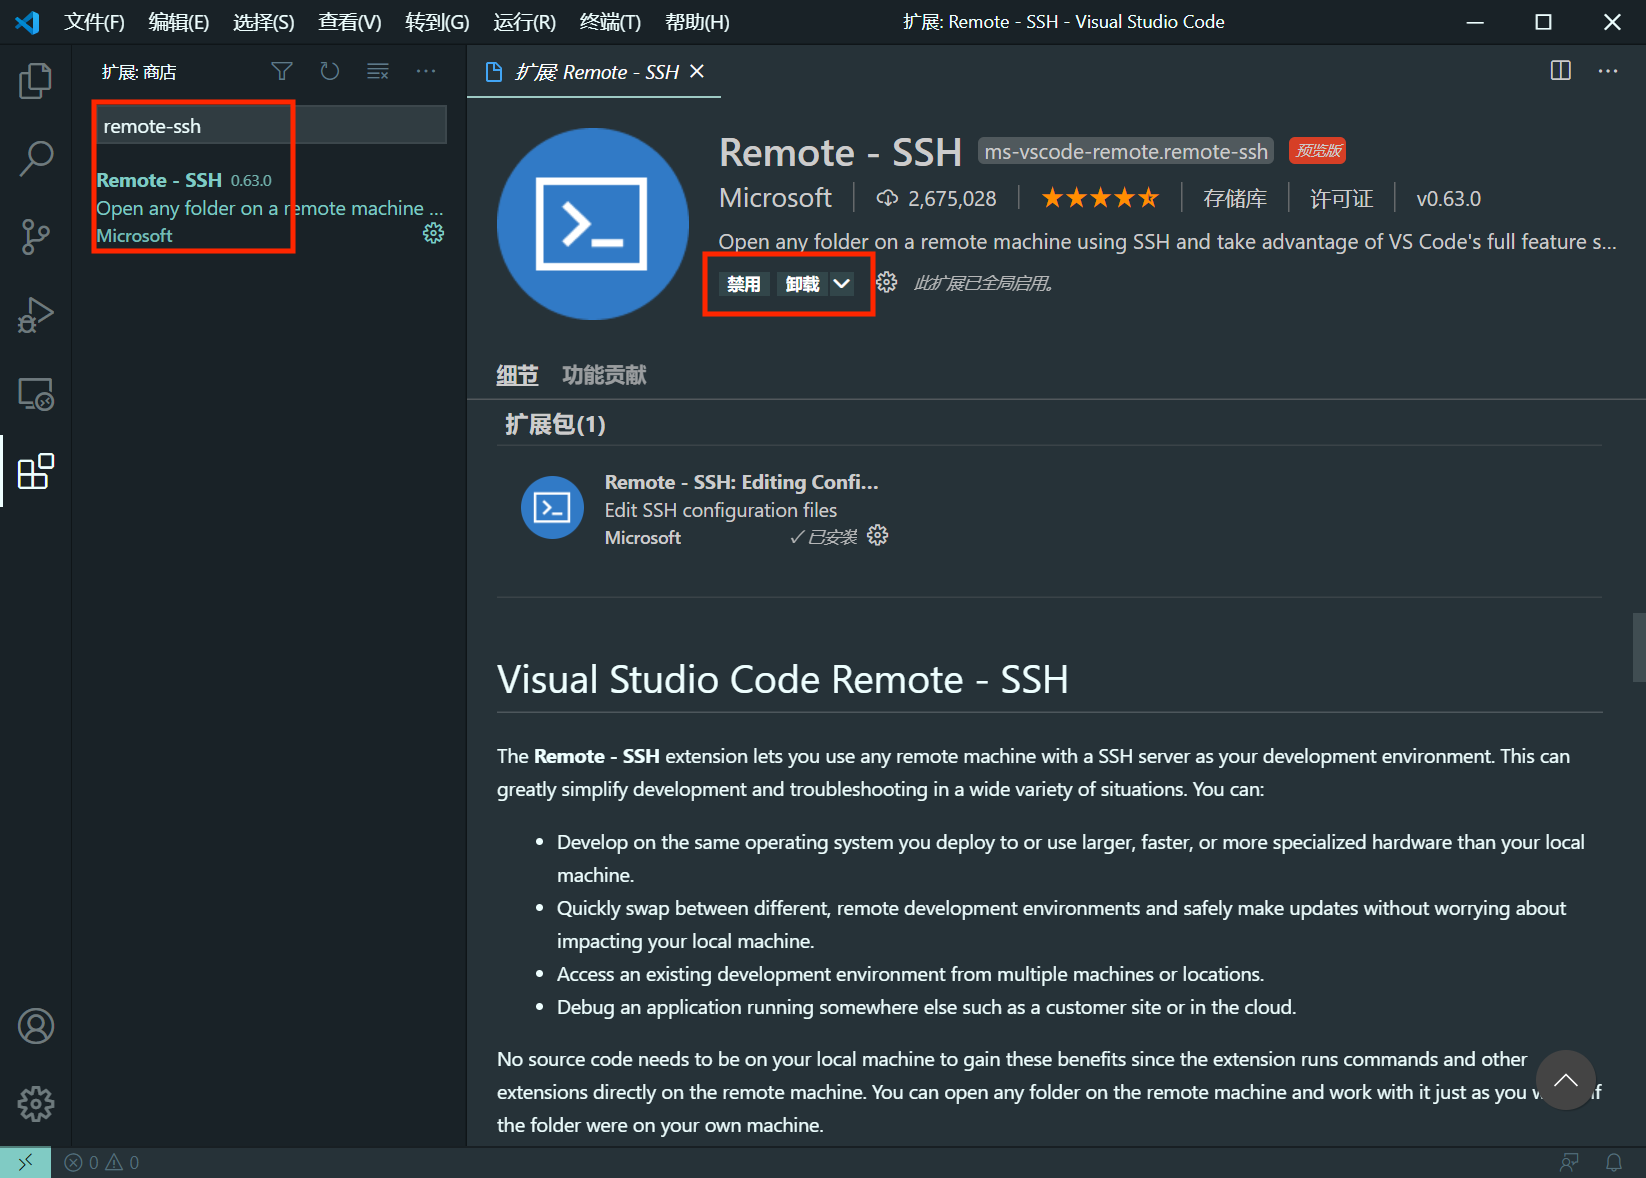 文件(F) 编辑(E) 选择(S) 查看(V) 转到(G) 运行(R) 终端(T) 帮助(H) 扩展: Remote - SSH - Visual Studio Code
扩展: 商店
remote-ssh
Remote - SSH 0.63.0
Open any folder on a remote machine ...
Microsoft
扩展: Remote - SSH
Remote - SSH ms-vscode-remote.remote-ssh 预览版
Microsoft 2,675,028 存储库 许可证 v0.63.0
Open any folder on a remote machine using SSH and take advantage of VS Code's full feature s...
禁用 卸载 此扩展已全局启用。
细节 功能贡献
扩展包(1)
Remote - SSH: Editing Confi...
Edit SSH configuration files
Microsoft ✓已安装
Visual Studio Code Remote - SSH
The Remote - SSH extension lets you use any remote machine with a SSH server as your development environment. This can
greatly simplify development and troubleshooting in a wide variety of situations. You can:
• Develop on the same operating system you deploy to or use larger, faster, or more specialized hardware than your local
machine.
• Quickly swap between different, remote development environments and safely make updates without worrying about
impacting your local machine.
• Access an existing development environment from multiple machines or locations.
• Debug an application running somewhere else such as a customer site or in the cloud.
No source code needs to be on your local machine to gain these benefits since the extension runs commands and other
extensions directly on the remote machine. You can open any folder on the remote machine and work with it just as you if
the folder were on your own machine.
0 0